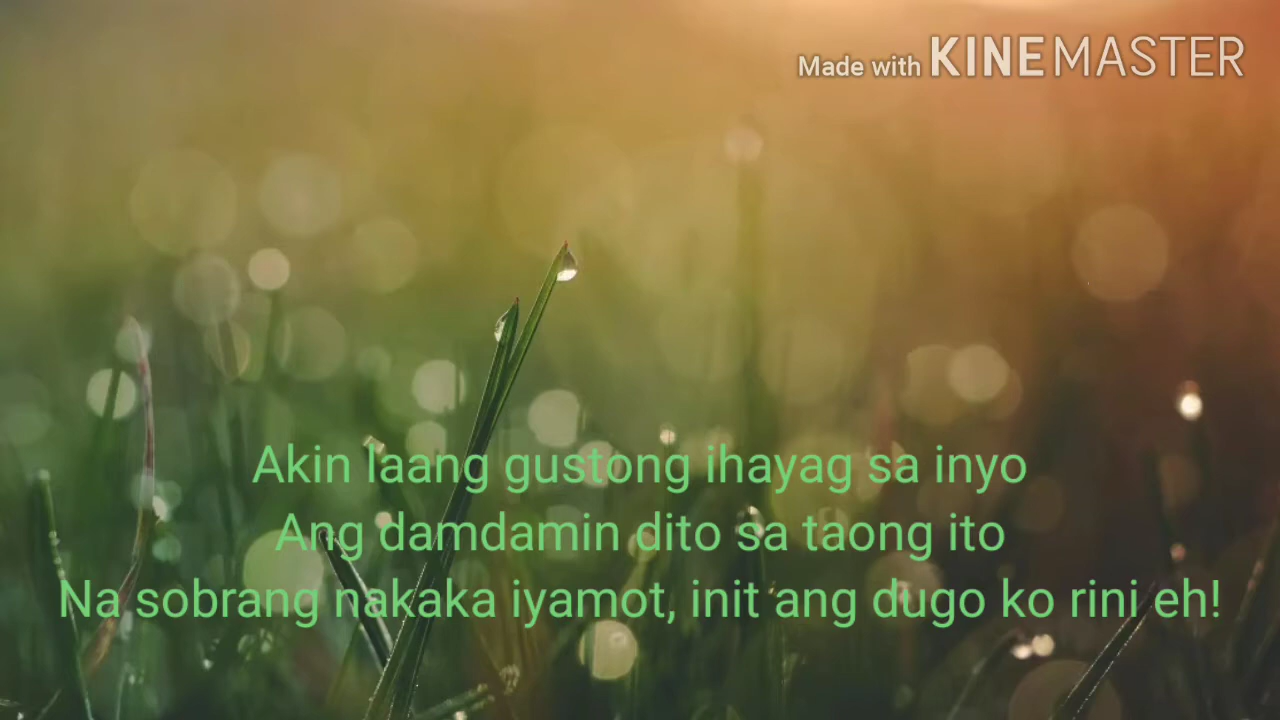 Made with KINEMASTER
Akin laang gustong ihayag sa inyo
Ang damdamin dito sa taong ito
Na sobrang nakaka iyamot, init ang dugo ko rini eh!